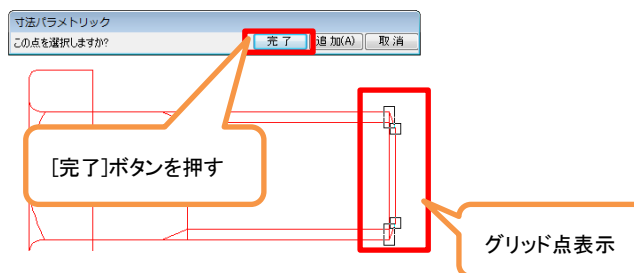 寸法パラメトリック
この点を選択しますか?
完了 追加(A) 取消
[完了]ボタンを押す
グリッド点表示